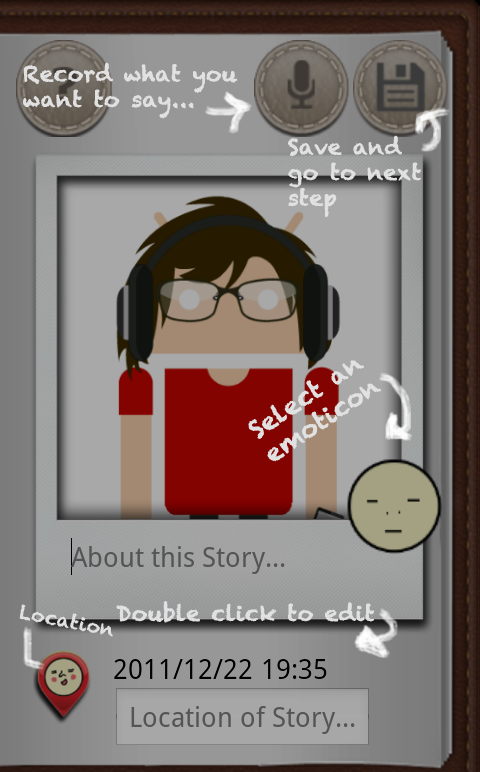 ?
Record what you
want to say...
Save and
go to next
step
Select an
emoticon
About this Story...
Location
Double click to edit
2011/12/22 19:35
Location of Story...